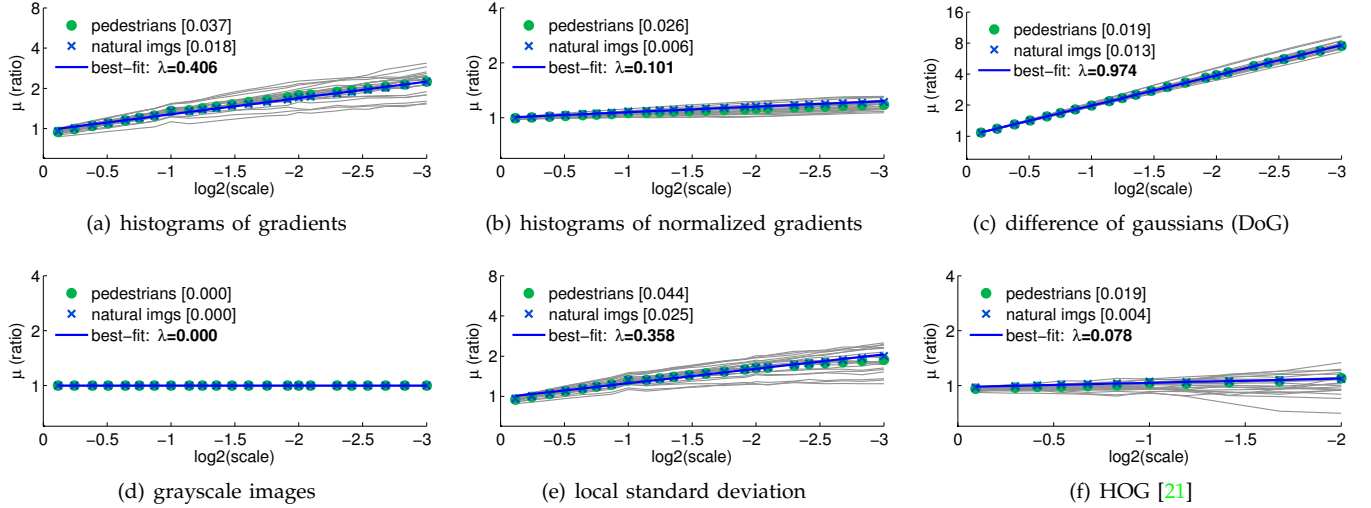 8
4
2
1
μ (ratio)
pedestrians [0.037]
natural imgs [0.018]
best−fit: λ=0.406
0 −0.5 −1 −1.5 −2 −2.5 −3
log2(scale)
(a) histograms of gradients
4
2
1
μ (ratio)
pedestrians [0.026]
natural imgs [0.006]
best−fit: λ=0.101
0 −0.5 −1 −1.5 −2 −2.5 −3
log2(scale)
(b) histograms of normalized gradients
16
8
4
2
1
μ (ratio)
pedestrians [0.019]
natural imgs [0.013]
best−fit: λ=0.974
0 −0.5 −1 −1.5 −2 −2.5 −3
log2(scale)
(c) difference of gaussians (DoG)
4
2
1
μ (ratio)
pedestrians [0.000]
natural imgs [0.000]
best−fit: λ=0.000
0 −0.5 −1 −1.5 −2 −2.5 −3
log2(scale)
(d) grayscale images
8
4
2
1
μ (ratio)
pedestrians [0.044]
natural imgs [0.025]
best−fit: λ=0.358
0 −0.5 −1 −1.5 −2 −2.5 −3
log2(scale)
(e) local standard deviation
4
2
1
μ (ratio)
pedestrians [0.019]
natural imgs [0.004]
best−fit: λ=0.078
0 −0.5 −1 −1.5 −2
log2(scale)
(f) HOG [21]